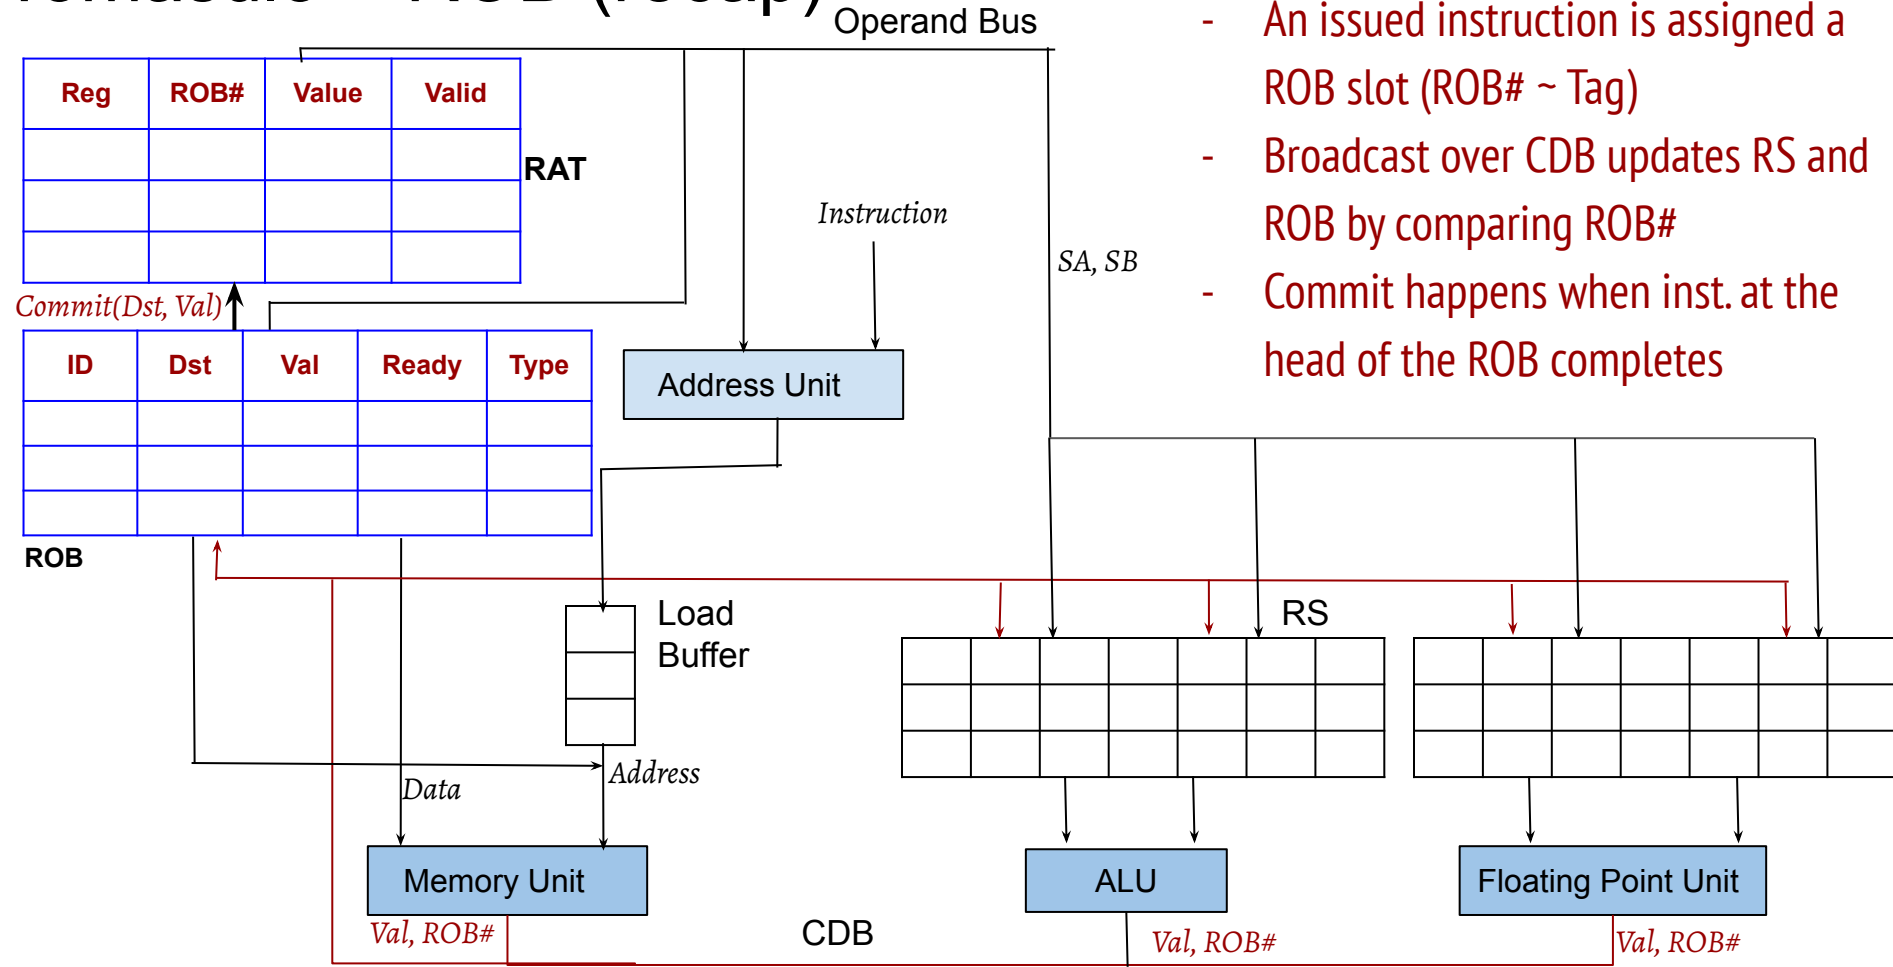 Operand Bus
Reg ROB# Value Valid
RAT
Commit(Dst, Val)
ID Dst Val Ready Type
ROB
Instruction
Address Unit
SA, SB
- An issued instruction is assigned a
ROB slot (ROB# ~ Tag)
- Broadcast over CDB updates RS and
ROB by comparing ROB#
- Commit happens when inst. at the
head of the ROB completes
Load
Buffer
RS
Data
Address
Memory Unit
ALU
Floating Point Unit
Val, ROB#
CDB
Val, ROB#
Val, ROB#